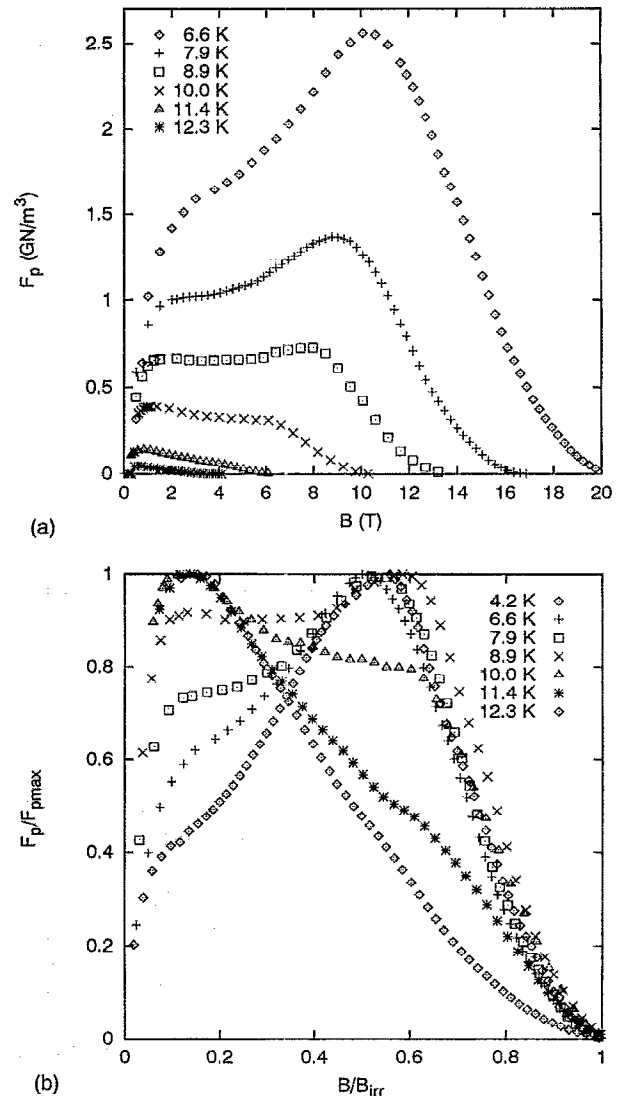 2.5
2
1.5
1
0.5
0
F_p (GN/m³)
6.6 K
7.9 K
8.9 K
10.0 K
11.4 K
12.3 K
0 2 4 6 8 10 12 14 16 18 20
(a)
B (T)
1
0.8
0.6
0.4
0.2
0
F_p/F_pmax
4.2 K
6.6 K
7.9 K
8.9 K
10.0 K
11.4 K
12.3 K
0 0.2 0.4 0.6 0.8 1
(b)
B/B_irr